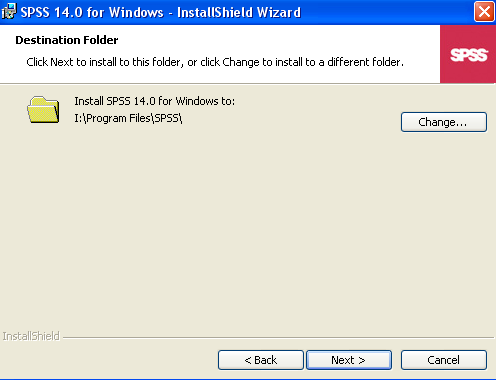 SPSS 14.0 for Windows - InstallShield Wizard
Destination Folder
Click Next to install to this folder, or click Change to install to a different folder.
SPSS
Install SPSS 14.0 for Windows to:
I:\Program Files\SPSS\
Change...
InstallShield
< Back
Next >
Cancel